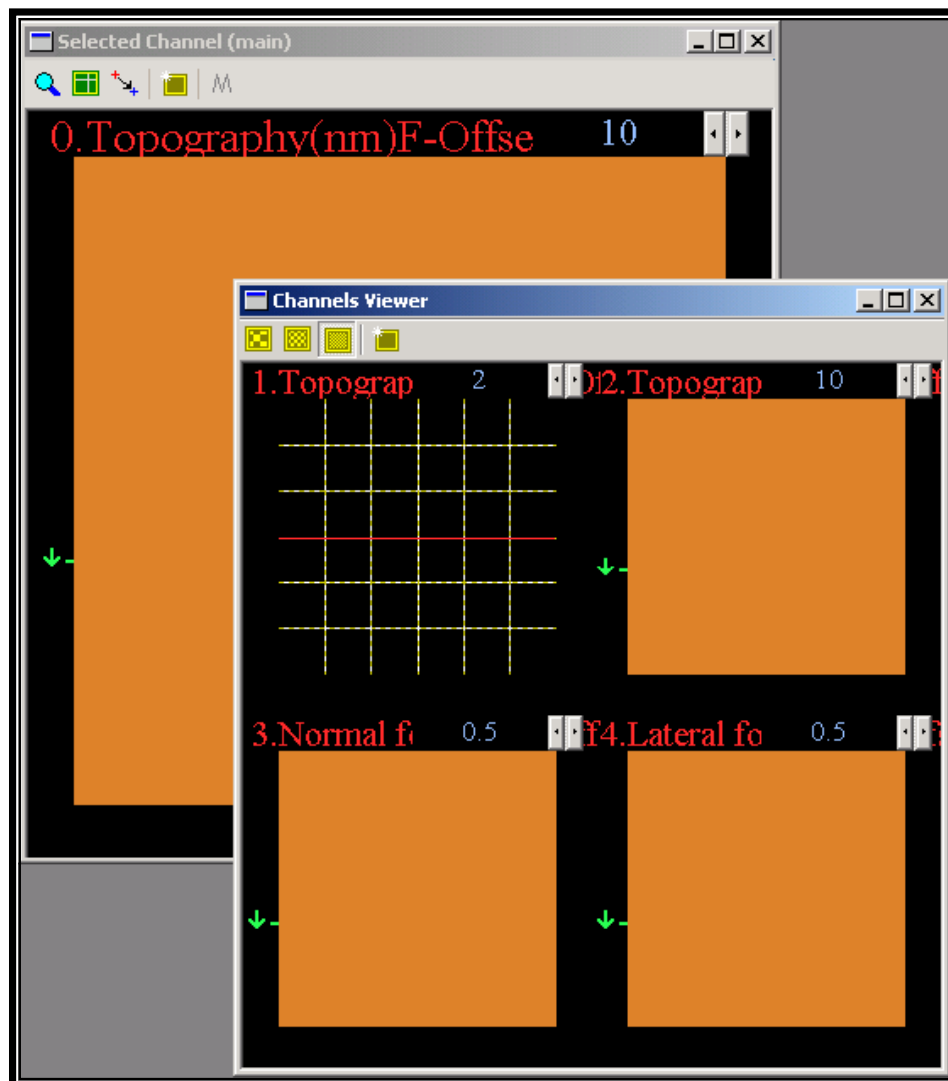 Selected Channel (main)
0.Topography(nm)F-Offse 10
Channels Viewer
1.Topograp 2
2.Topograp 10
3.Normal f 0.5
4.Lateral fo 0.5